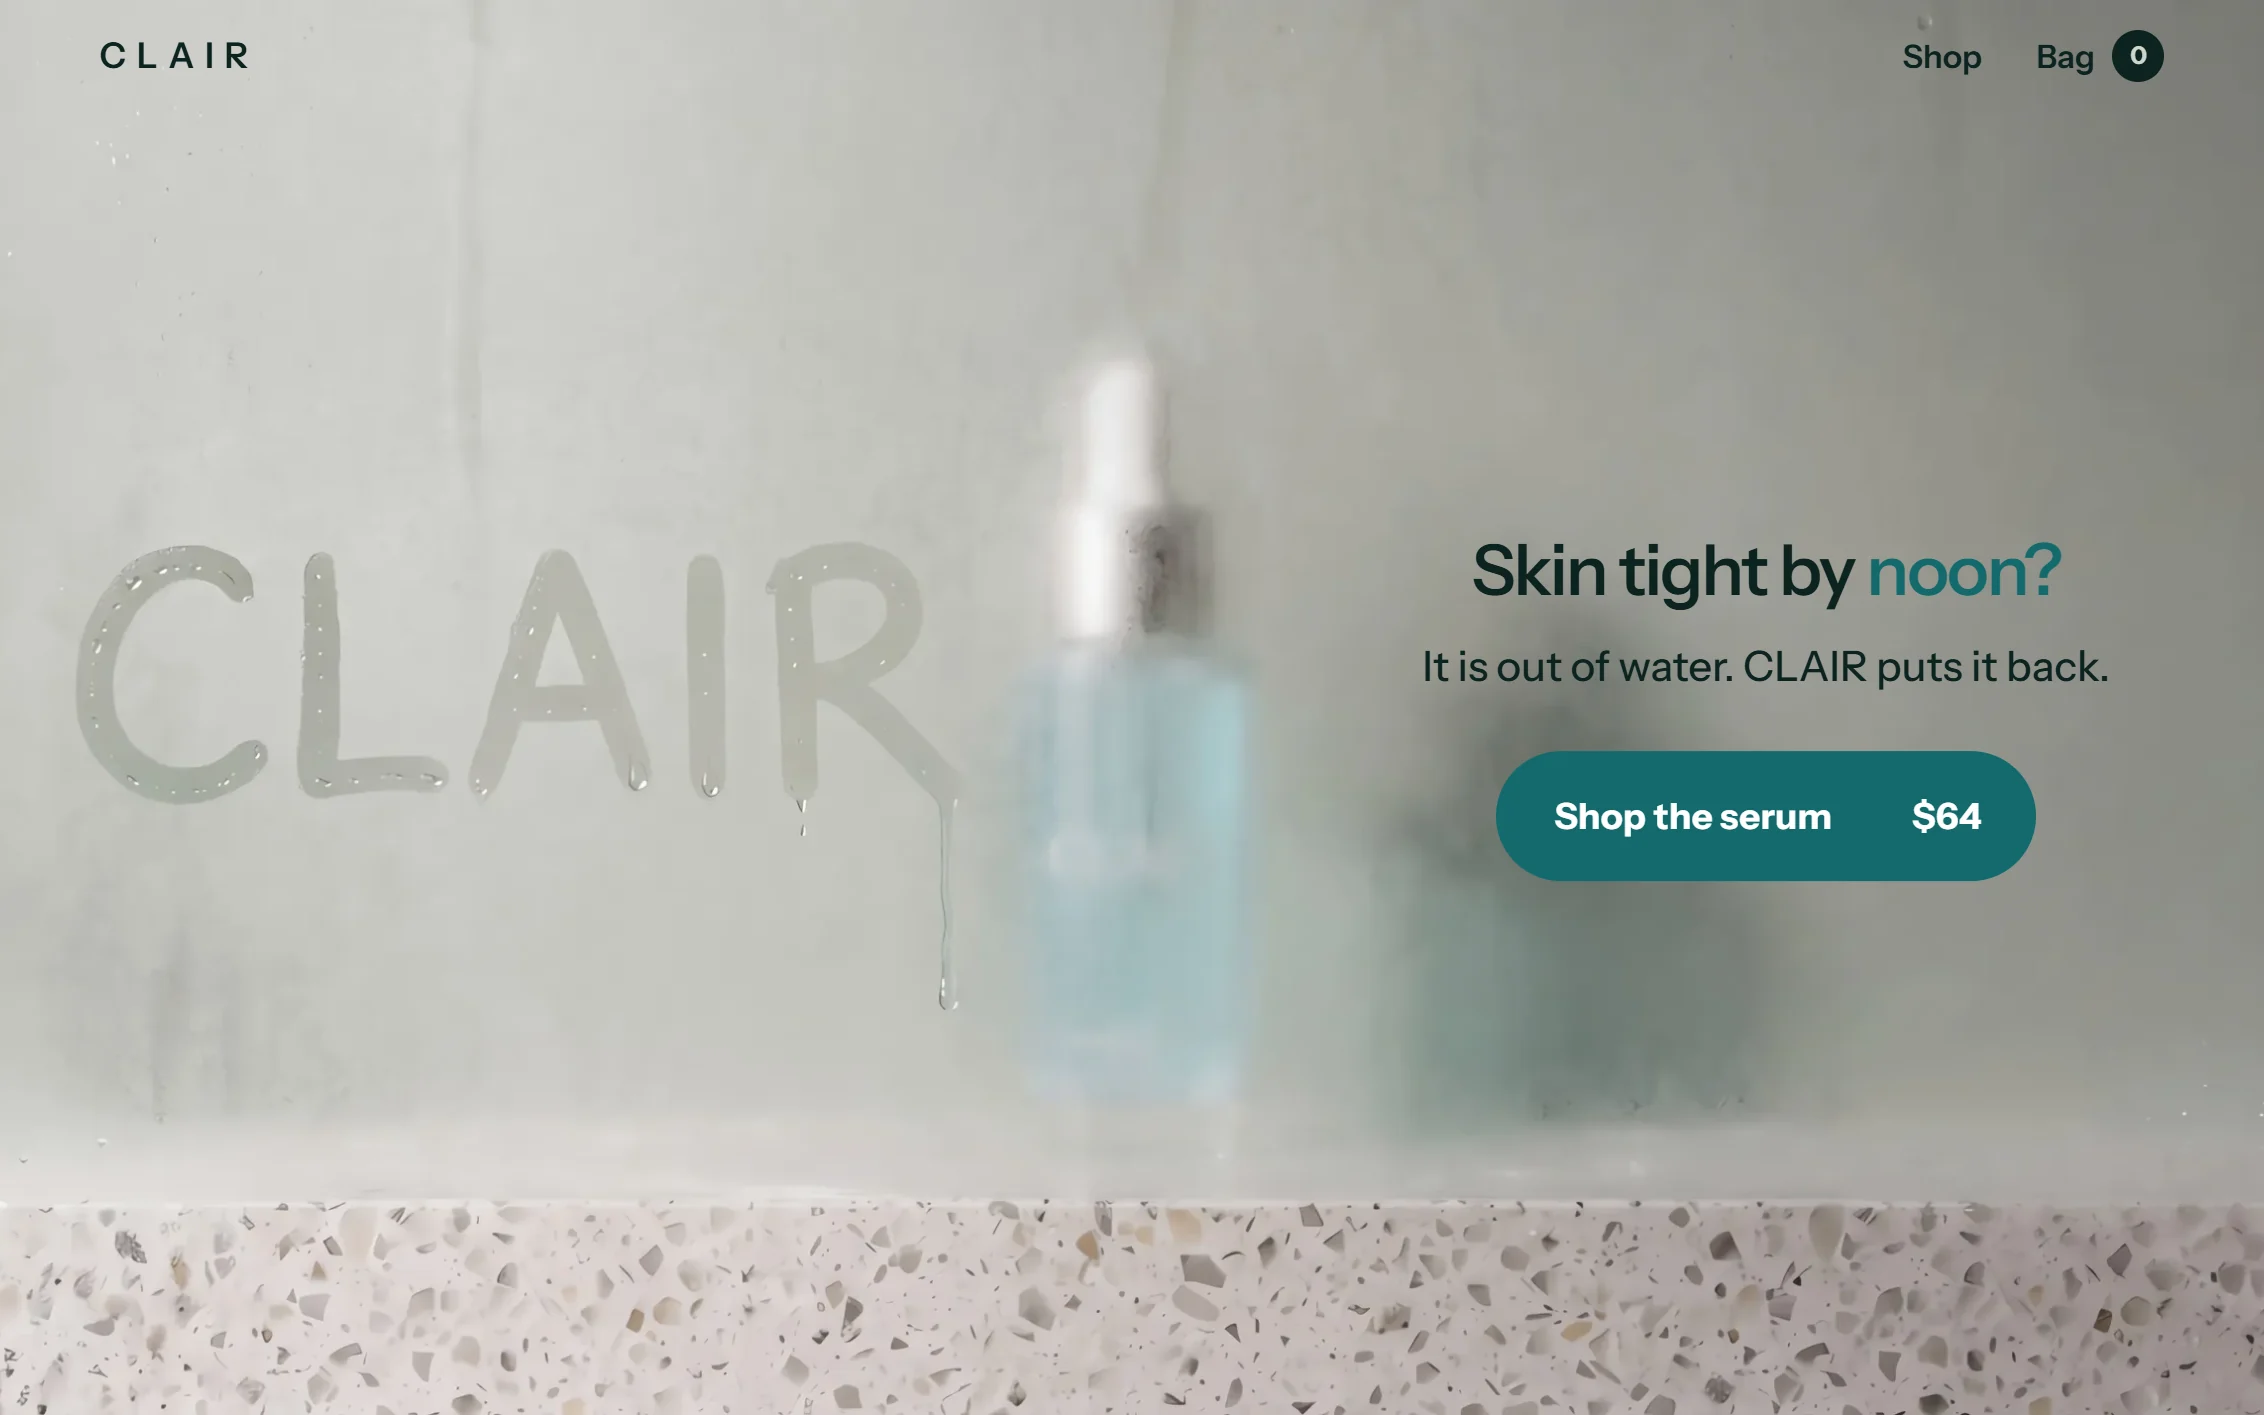 CLAIR
Shop Bag 0
CLAIR
Skin tight by noon?
It is out of water. CLAIR puts it back.
Shop the serum $64